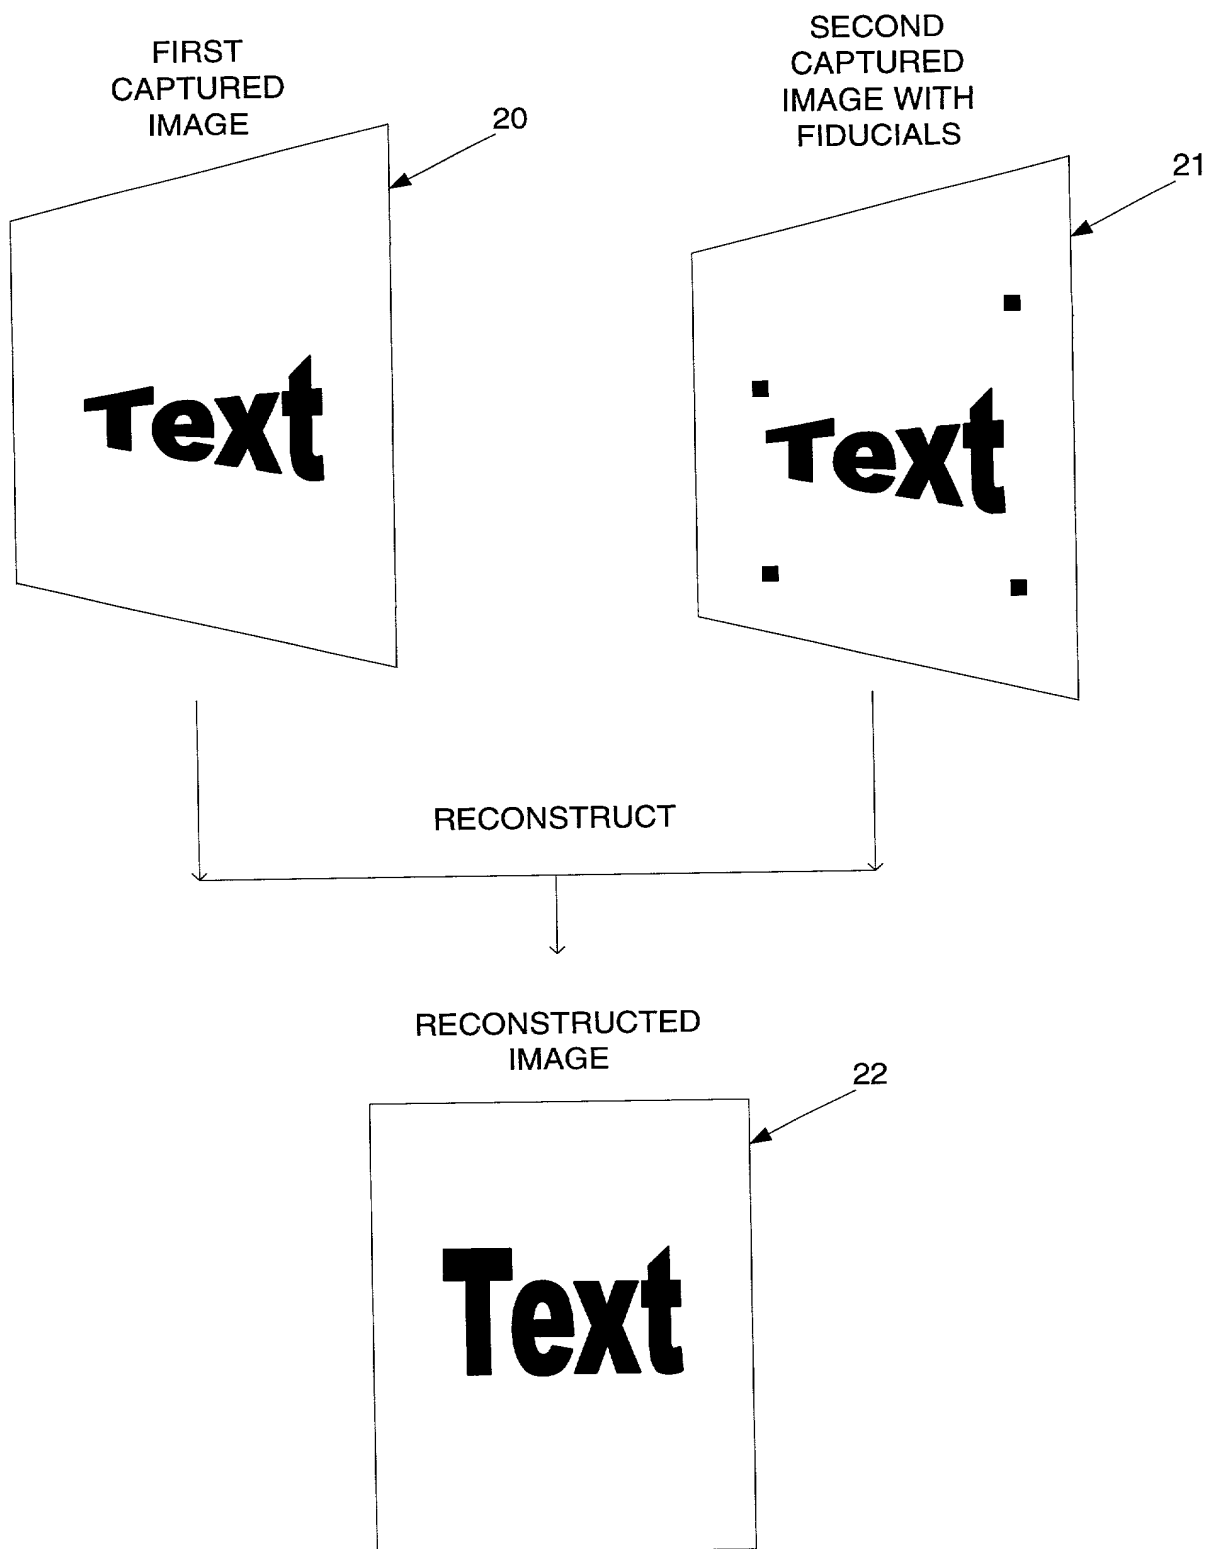 FIRST
CAPTURED
IMAGE
20
SECOND
CAPTURED
IMAGE WITH
FIDUCIALS
21
Text
Text
RECONSTRUCT
RECONSTRUCTED
IMAGE
22
Text